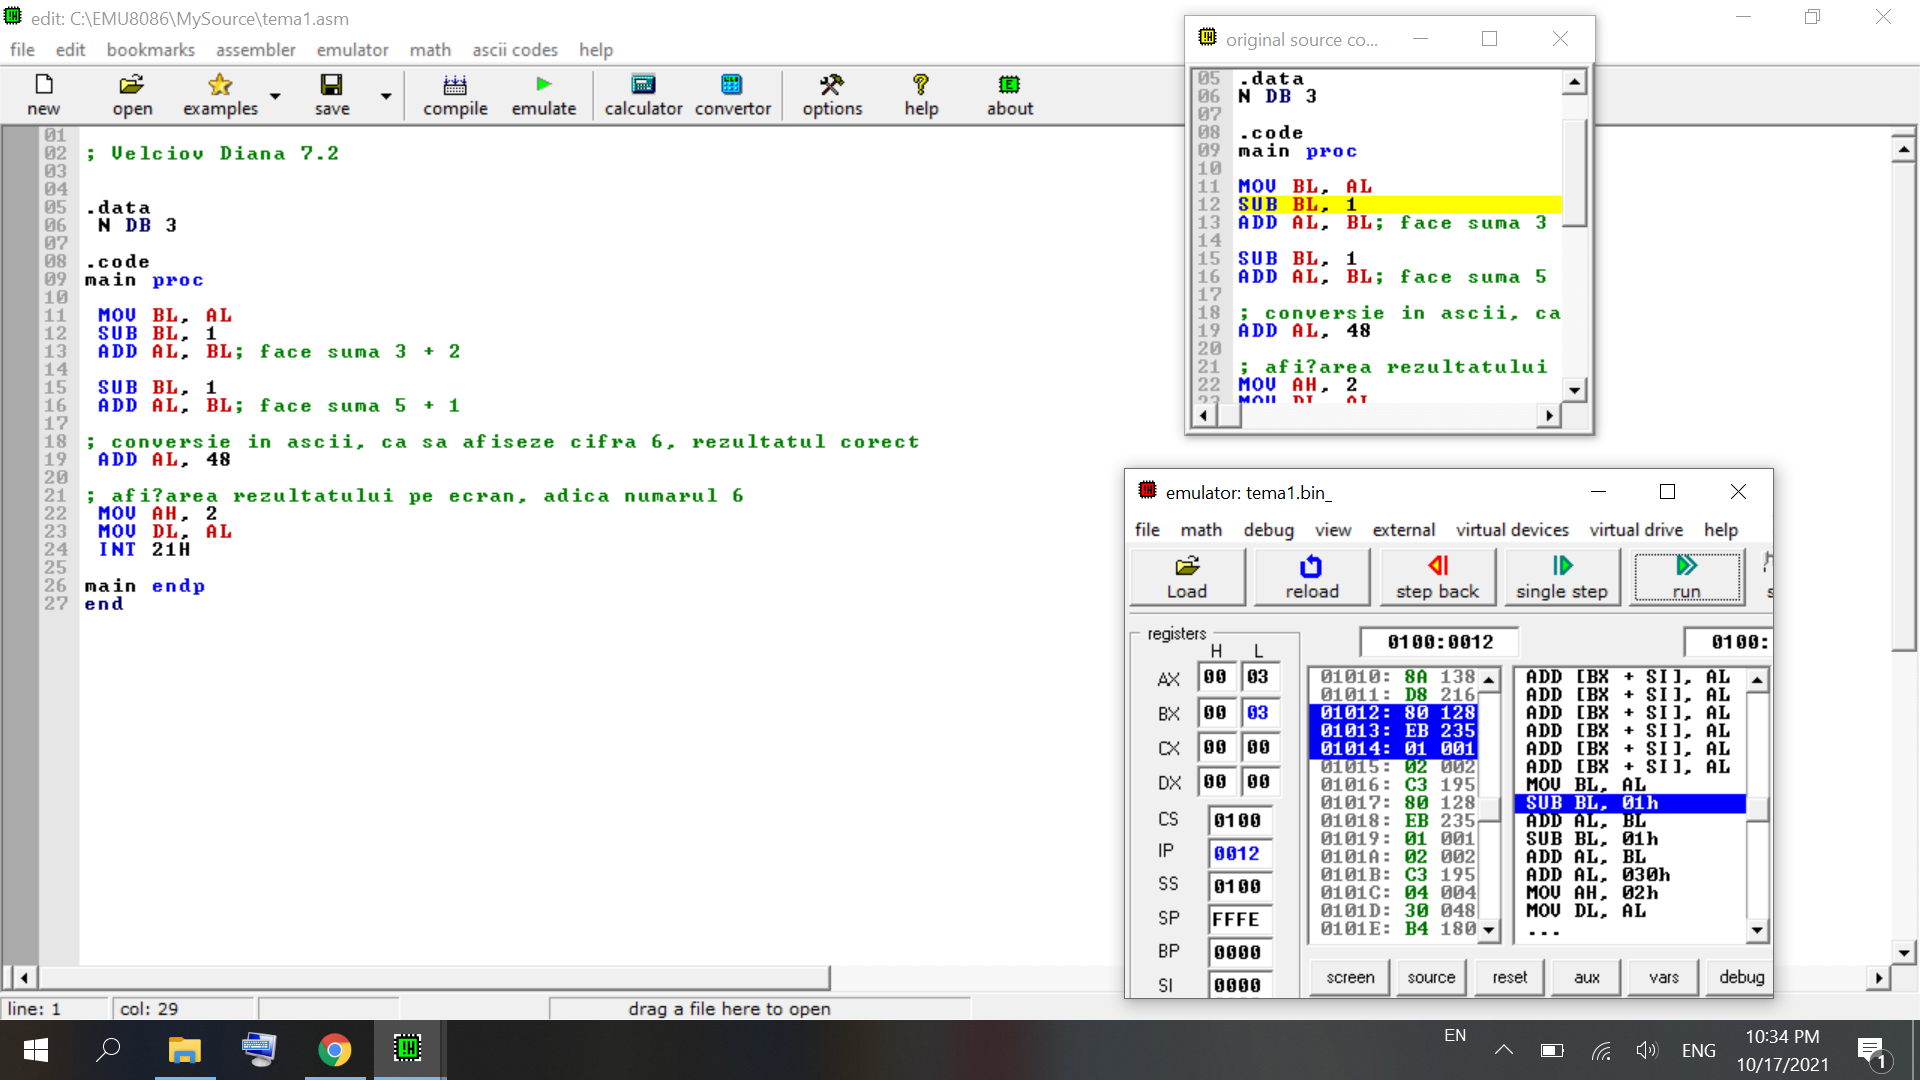 edit: C:\EMU8086\MySource\tema1.asm
file edit bookmarks assembler emulator math ascii codes help
new open examples save compile emulate calculator convertor options help about
01
02 ; Velciov Diana 7.2
03
04
05 .data
06 N DB 3
07
08 .code
09 main proc
10
11 MOV BL, AL
12 SUB BL, 1
13 ADD AL, BL; face suma 3 + 2
14
15 SUB BL, 1
16 ADD AL, BL; face suma 5 + 1
17
18 ; conversie in ascii, ca sa afiseze cifra 6, rezultatul corect
19 ADD AL, 48
20
21 ; afi?area rezultatului pe ecran, adica numarul 6
22 MOV AH, 2
23 MOV DL, AL
24 INT 21H
25
26 main endp
27 end
line: 1 col: 29 drag a file here to open
original source co...
05 .data
06 N DB 3
07
08 .code
09 main proc
10
11 MOV BL, AL
12 SUB BL, 1
13 ADD AL, BL; face suma 3
14
15 SUB BL, 1
16 ADD AL, BL; face suma 5
17
18 ; conversie in ascii, ca
19 ADD AL, 48
20
21 ; afi?area rezultatului
22 MOV AH, 2
23 MOV DL, AL
emulator: tema1.bin_
file math debug view external virtual devices virtual drive help
Load reload step back single step run
registers
H L
AX 00 03
BX 00 03
CX 00 00
DX 00 00
CS 0100
IP 0012
SS 0100
SP FFFE
BP 0000
SI 0000
0100:0012 0100:
01010: 8A 138
01011: D8 216
01012: 80 128
01013: EB 235
01014: 01 001
01015: 02 002
01016: C3 195
01017: 80 128
01018: EB 235
01019: 01 001
0101A: 02 002
0101B: C3 195
0101C: 04 004
0101D: 30 048
0101E: B4 180
ADD [BX + SI], AL
ADD [BX + SI], AL
ADD [BX + SI], AL
ADD [BX + SI], AL
ADD [BX + SI], AL
ADD [BX + SI], AL
MOV BL, AL
SUB BL, 01h
ADD AL, BL
SUB BL, 01h
ADD AL, BL
ADD AL, 030h
MOV AH, 02h
MOV DL, AL
...
screen source reset aux vars debug
EN
ENG
10:34 PM
10/17/2021
1